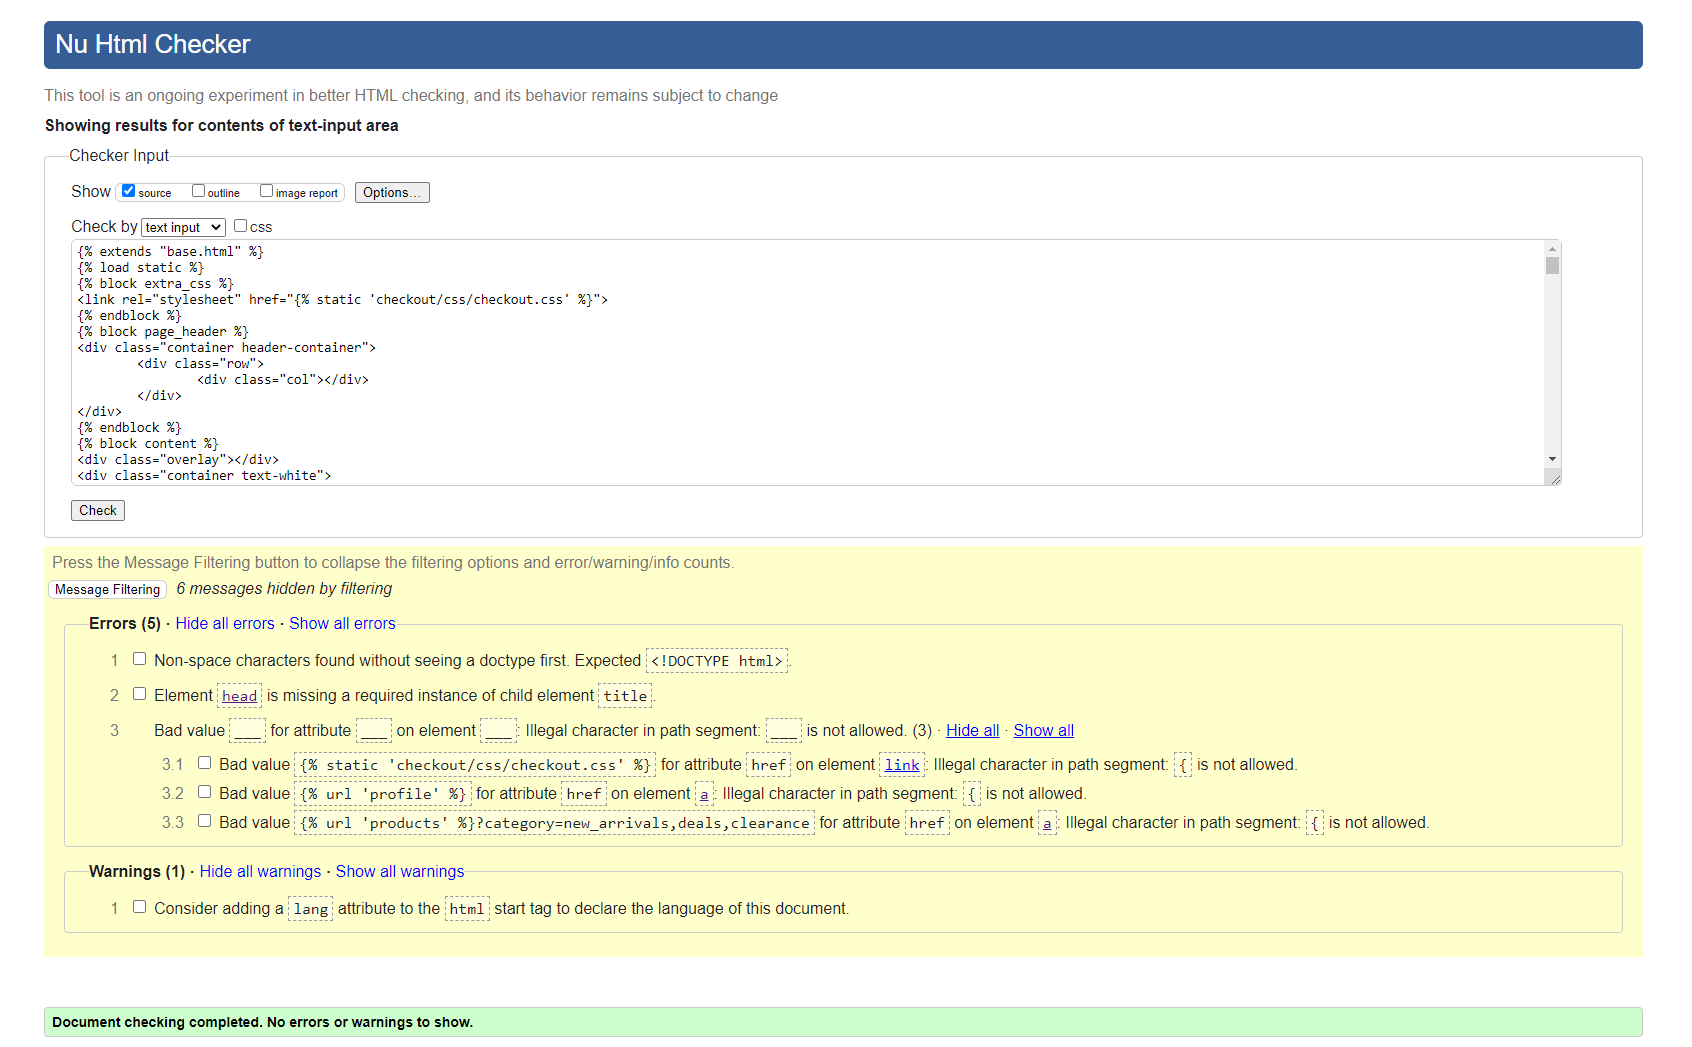 Nu Html Checker
This tool is an ongoing experiment in better HTML checking, and its behavior remains subject to change
Showing results for contents of text-input area
Checker Input
Show source outline image report Options...
Check by text input css
{% extends "base.html" %}
{% load static %}
{% block extra_css %}
<link rel="stylesheet" href="{% static 'checkout/css/checkout.css' %}">
{% endblock %}
{% block page_header %}
<div class="container header-container">
<div class="row">
<div class="col"></div>
</div>
</div>
{% endblock %}
{% block content %}
<div class="overlay"></div>
<div class="container text-white">
Check
Press the Message Filtering button to collapse the filtering options and error/warning/info counts.
Message Filtering 6 messages hidden by filtering
Errors (5) · Hide all errors · Show all errors
1 Non-space characters found without seeing a doctype first. Expected <!DOCTYPE html>.
2 Element head is missing a required instance of child element title.
3 Bad value ___ for attribute ___ on element ___: Illegal character in path segment: ___ is not allowed. (3) · Hide all · Show all
3.1 Bad value {% static 'checkout/css/checkout.css' %} for attribute href on element link: Illegal character in path segment: { is not allowed.
3.2 Bad value {% url 'profile' %} for attribute href on element a: Illegal character in path segment: { is not allowed.
3.3 Bad value {% url 'products' %}?category=new_arrivals,deals,clearance for attribute href on element a: Illegal character in path segment: { is not allowed.
Warnings (1) · Hide all warnings · Show all warnings
1 Consider adding a lang attribute to the html start tag to declare the language of this document.
Document checking completed. No errors or warnings to show.